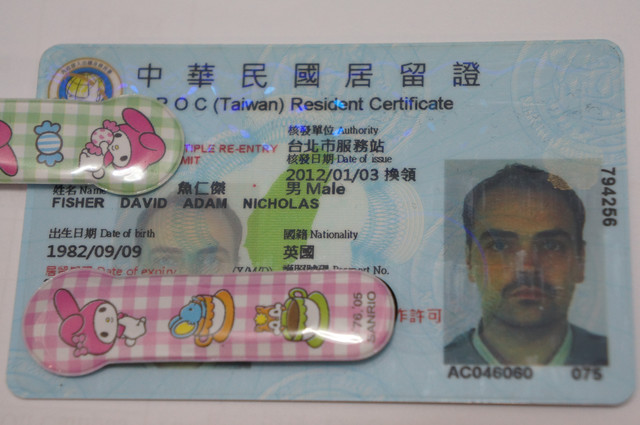 中華民國居留證
R O C (Taiwan) Resident Certificate
核發單位 Authority
台北市服務站
RE-ENTRY
核發日期 Date of issue
2012/01/03 換領
姓名 Name
魚仁傑
男 Male
FISHER DAVID ADAM NICHOLAS
出生日期 Date of birth
國籍 Nationality
1982/09/09
英國
Date of expiry
No.
作許可
794256
AC046060 075
'76, '05 SANRIO